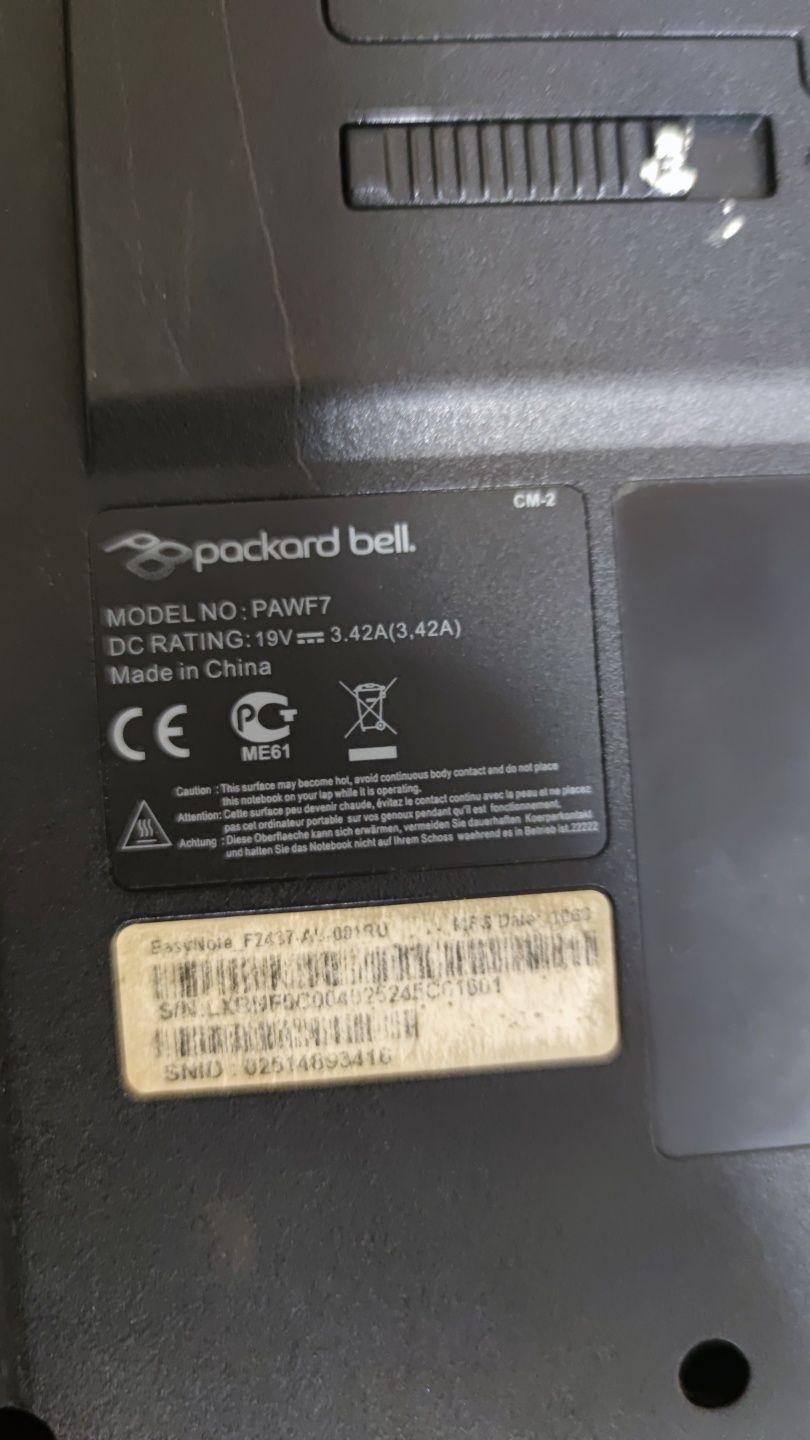 CM-2
packard bell.
MODEL NO : PAWF7
DC RATING: 19V 3.42A(3,42A)
Made in China
CE PCT
ME61
Caution : This surface may become hot, avoid continuous body contact and do not place
this notebook on your lap while it is operating.
Attention: Cette surface peu devenir chaude, évitez le contact continu avec la peau et ne placez
pas cet ordinateur portable sur vos genoux pendant qu'il est fonctionnement.
Achtung : Diese Oberflaeche kann sich erwärmen, vermeiden Sie dauerhaften Koerperkontakt
und halten Sie das Notebook nicht auf Ihrem Schoss waehrend es in Betrieb ist.22222
EasyNote Date:
S/N:
SNID : 02514893416